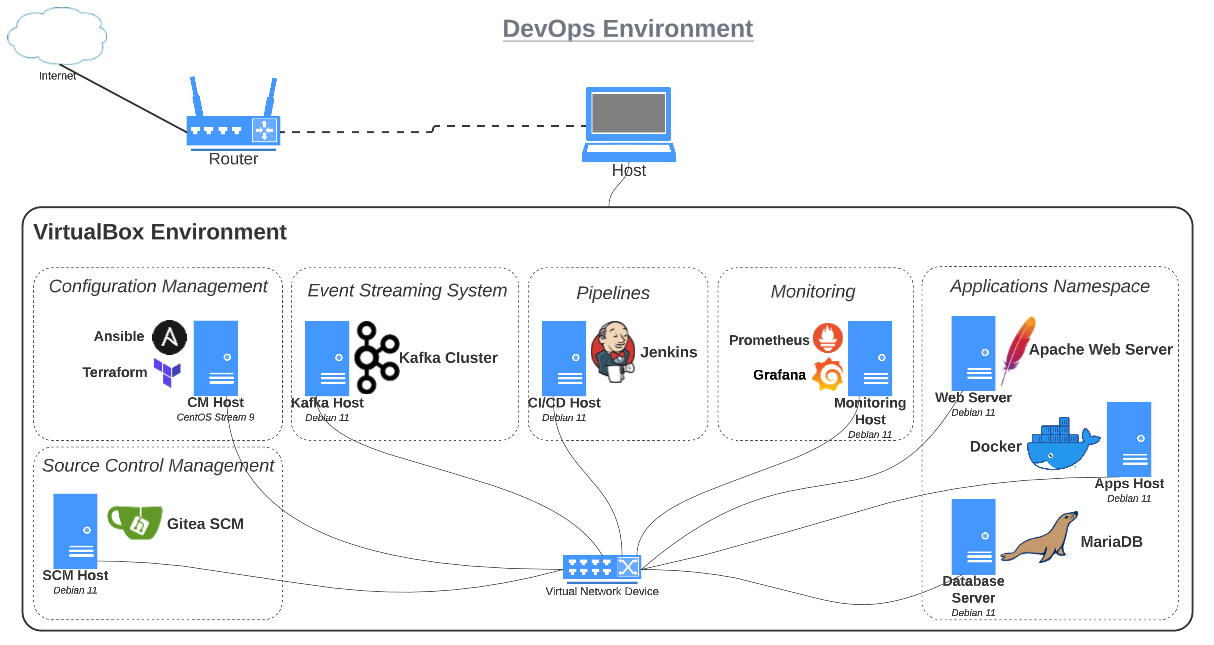 DevOps Environment
Internet
Router
Host
VirtualBox Environment
Configuration Management
Ansible
Terraform
CM Host
CentOS Stream 9
Event Streaming System
Kafka Cluster
Kafka Host
Debian 11
Pipelines
Jenkins
CI/CD Host
Debian 11
Monitoring
Prometheus
Grafana
Monitoring
Host
Debian 11
Applications Namespace
Apache Web Server
Web Server
Debian 11
Docker
Apps Host
Debian 11
MariaDB
Database
Server
Debian 11
Source Control Management
Gitea SCM
SCM Host
Debian 11
Virtual Network Device